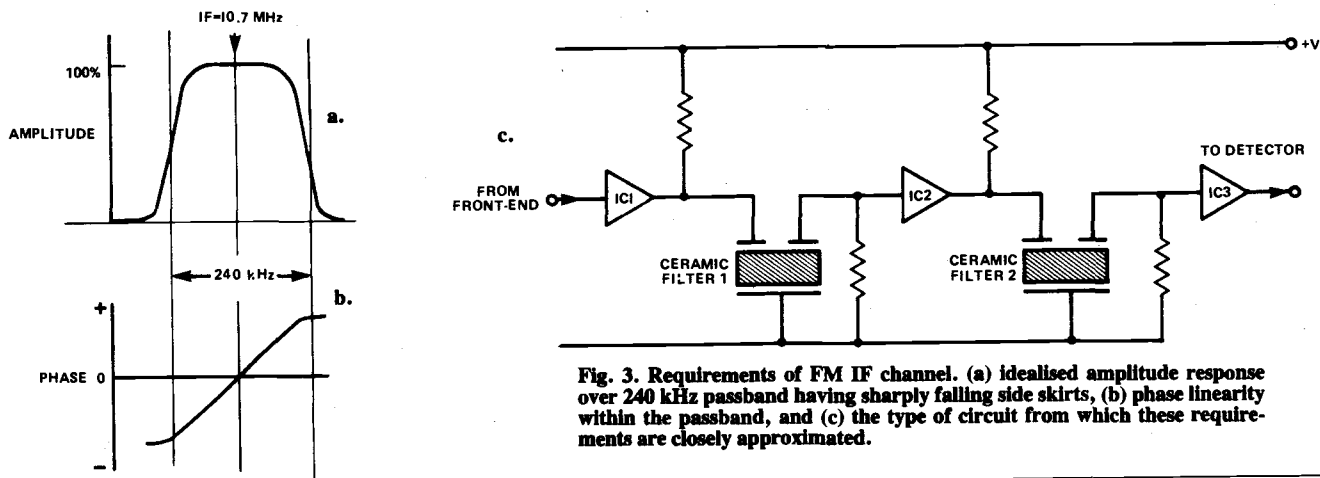 IF=10.7 MHz
100%
AMPLITUDE
a.
240 kHz
b.
+
PHASE 0
−
c.
+V
FROM
FRONT-END
IC1
CERAMIC
FILTER 1
IC2
CERAMIC
FILTER 2
TO DETECTOR
IC3
Fig. 3. Requirements of FM IF channel. (a) idealised amplitude response
over 240 kHz passband having sharply falling side skirts, (b) phase linearity
within the passband, and (c) the type of circuit from which these require-
ments are closely approximated.